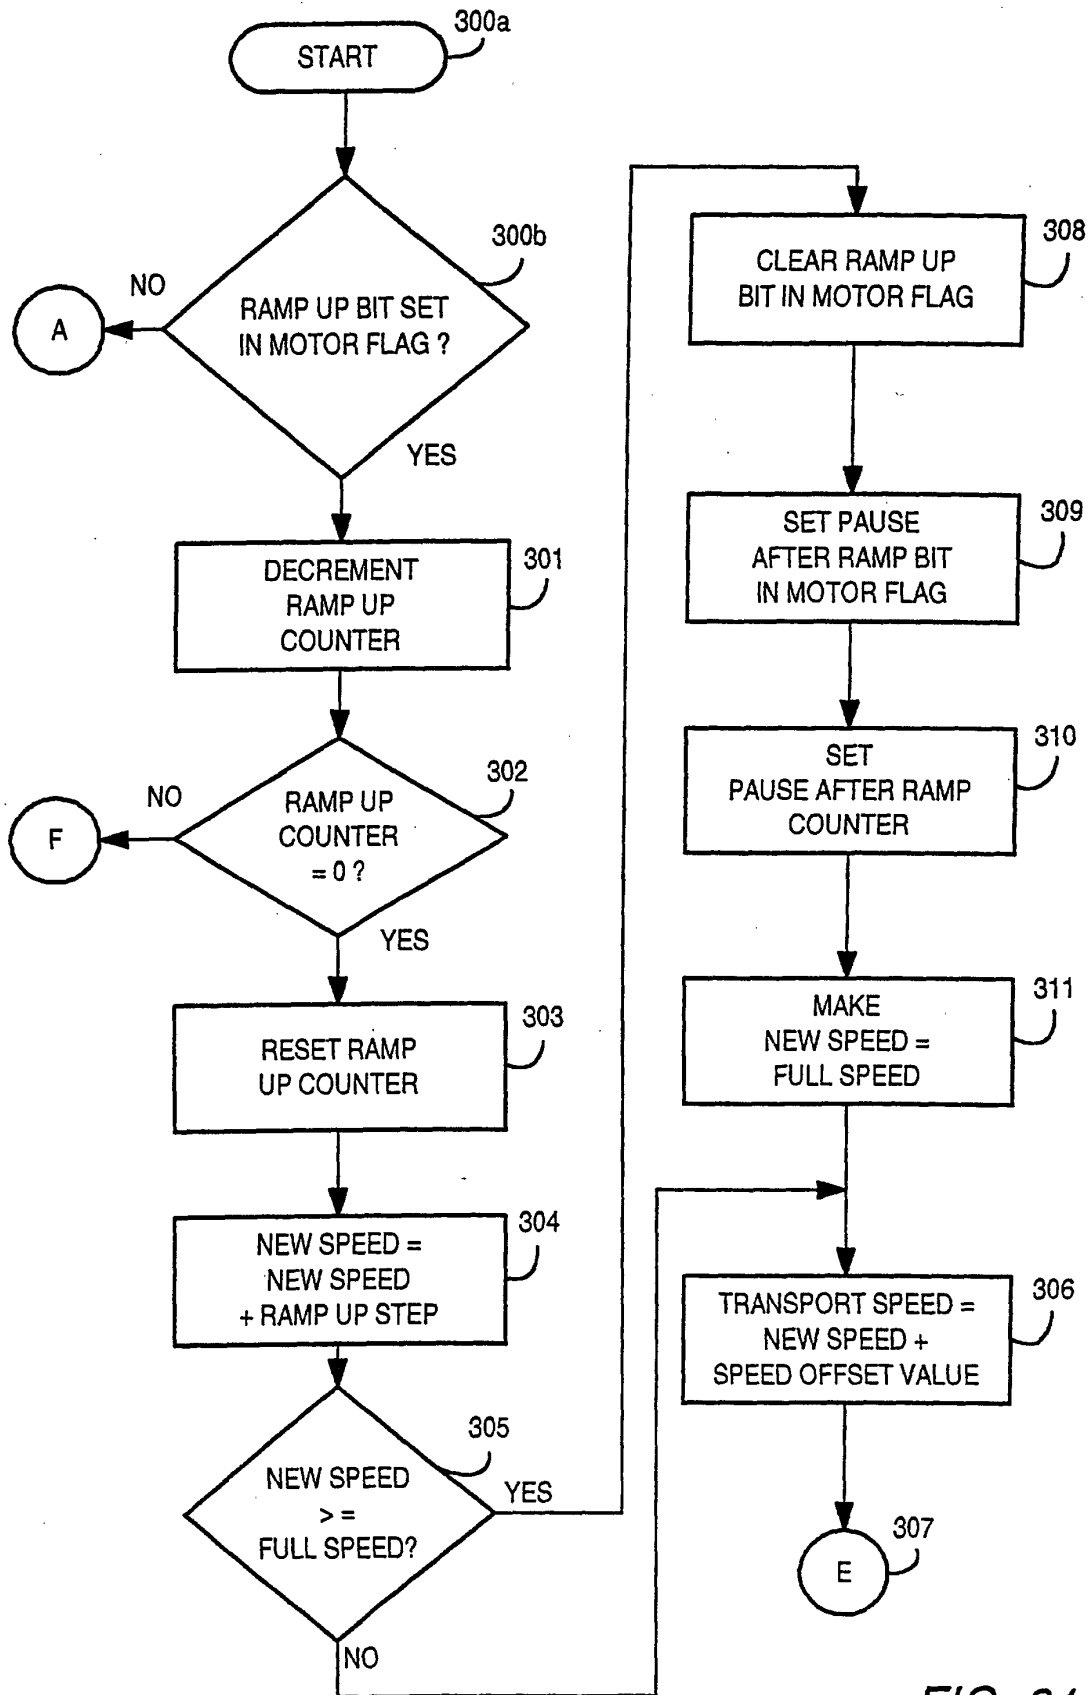 START
300a
300b
NO
RAMP UP BIT SET
IN MOTOR FLAG ?
A
YES
DECREMENT
RAMP UP
COUNTER
301
302
NO
RAMP UP
COUNTER
= 0 ?
F
YES
RESET RAMP
UP COUNTER
303
NEW SPEED =
NEW SPEED
+ RAMP UP STEP
304
305
NEW SPEED
> =
FULL SPEED?
YES
NO
CLEAR RAMP UP
BIT IN MOTOR FLAG
308
SET PAUSE
AFTER RAMP BIT
IN MOTOR FLAG
309
SET
PAUSE AFTER RAMP
COUNTER
310
MAKE
NEW SPEED =
FULL SPEED
311
TRANSPORT SPEED =
NEW SPEED +
SPEED OFFSET VALUE
306
E
307
FIG.